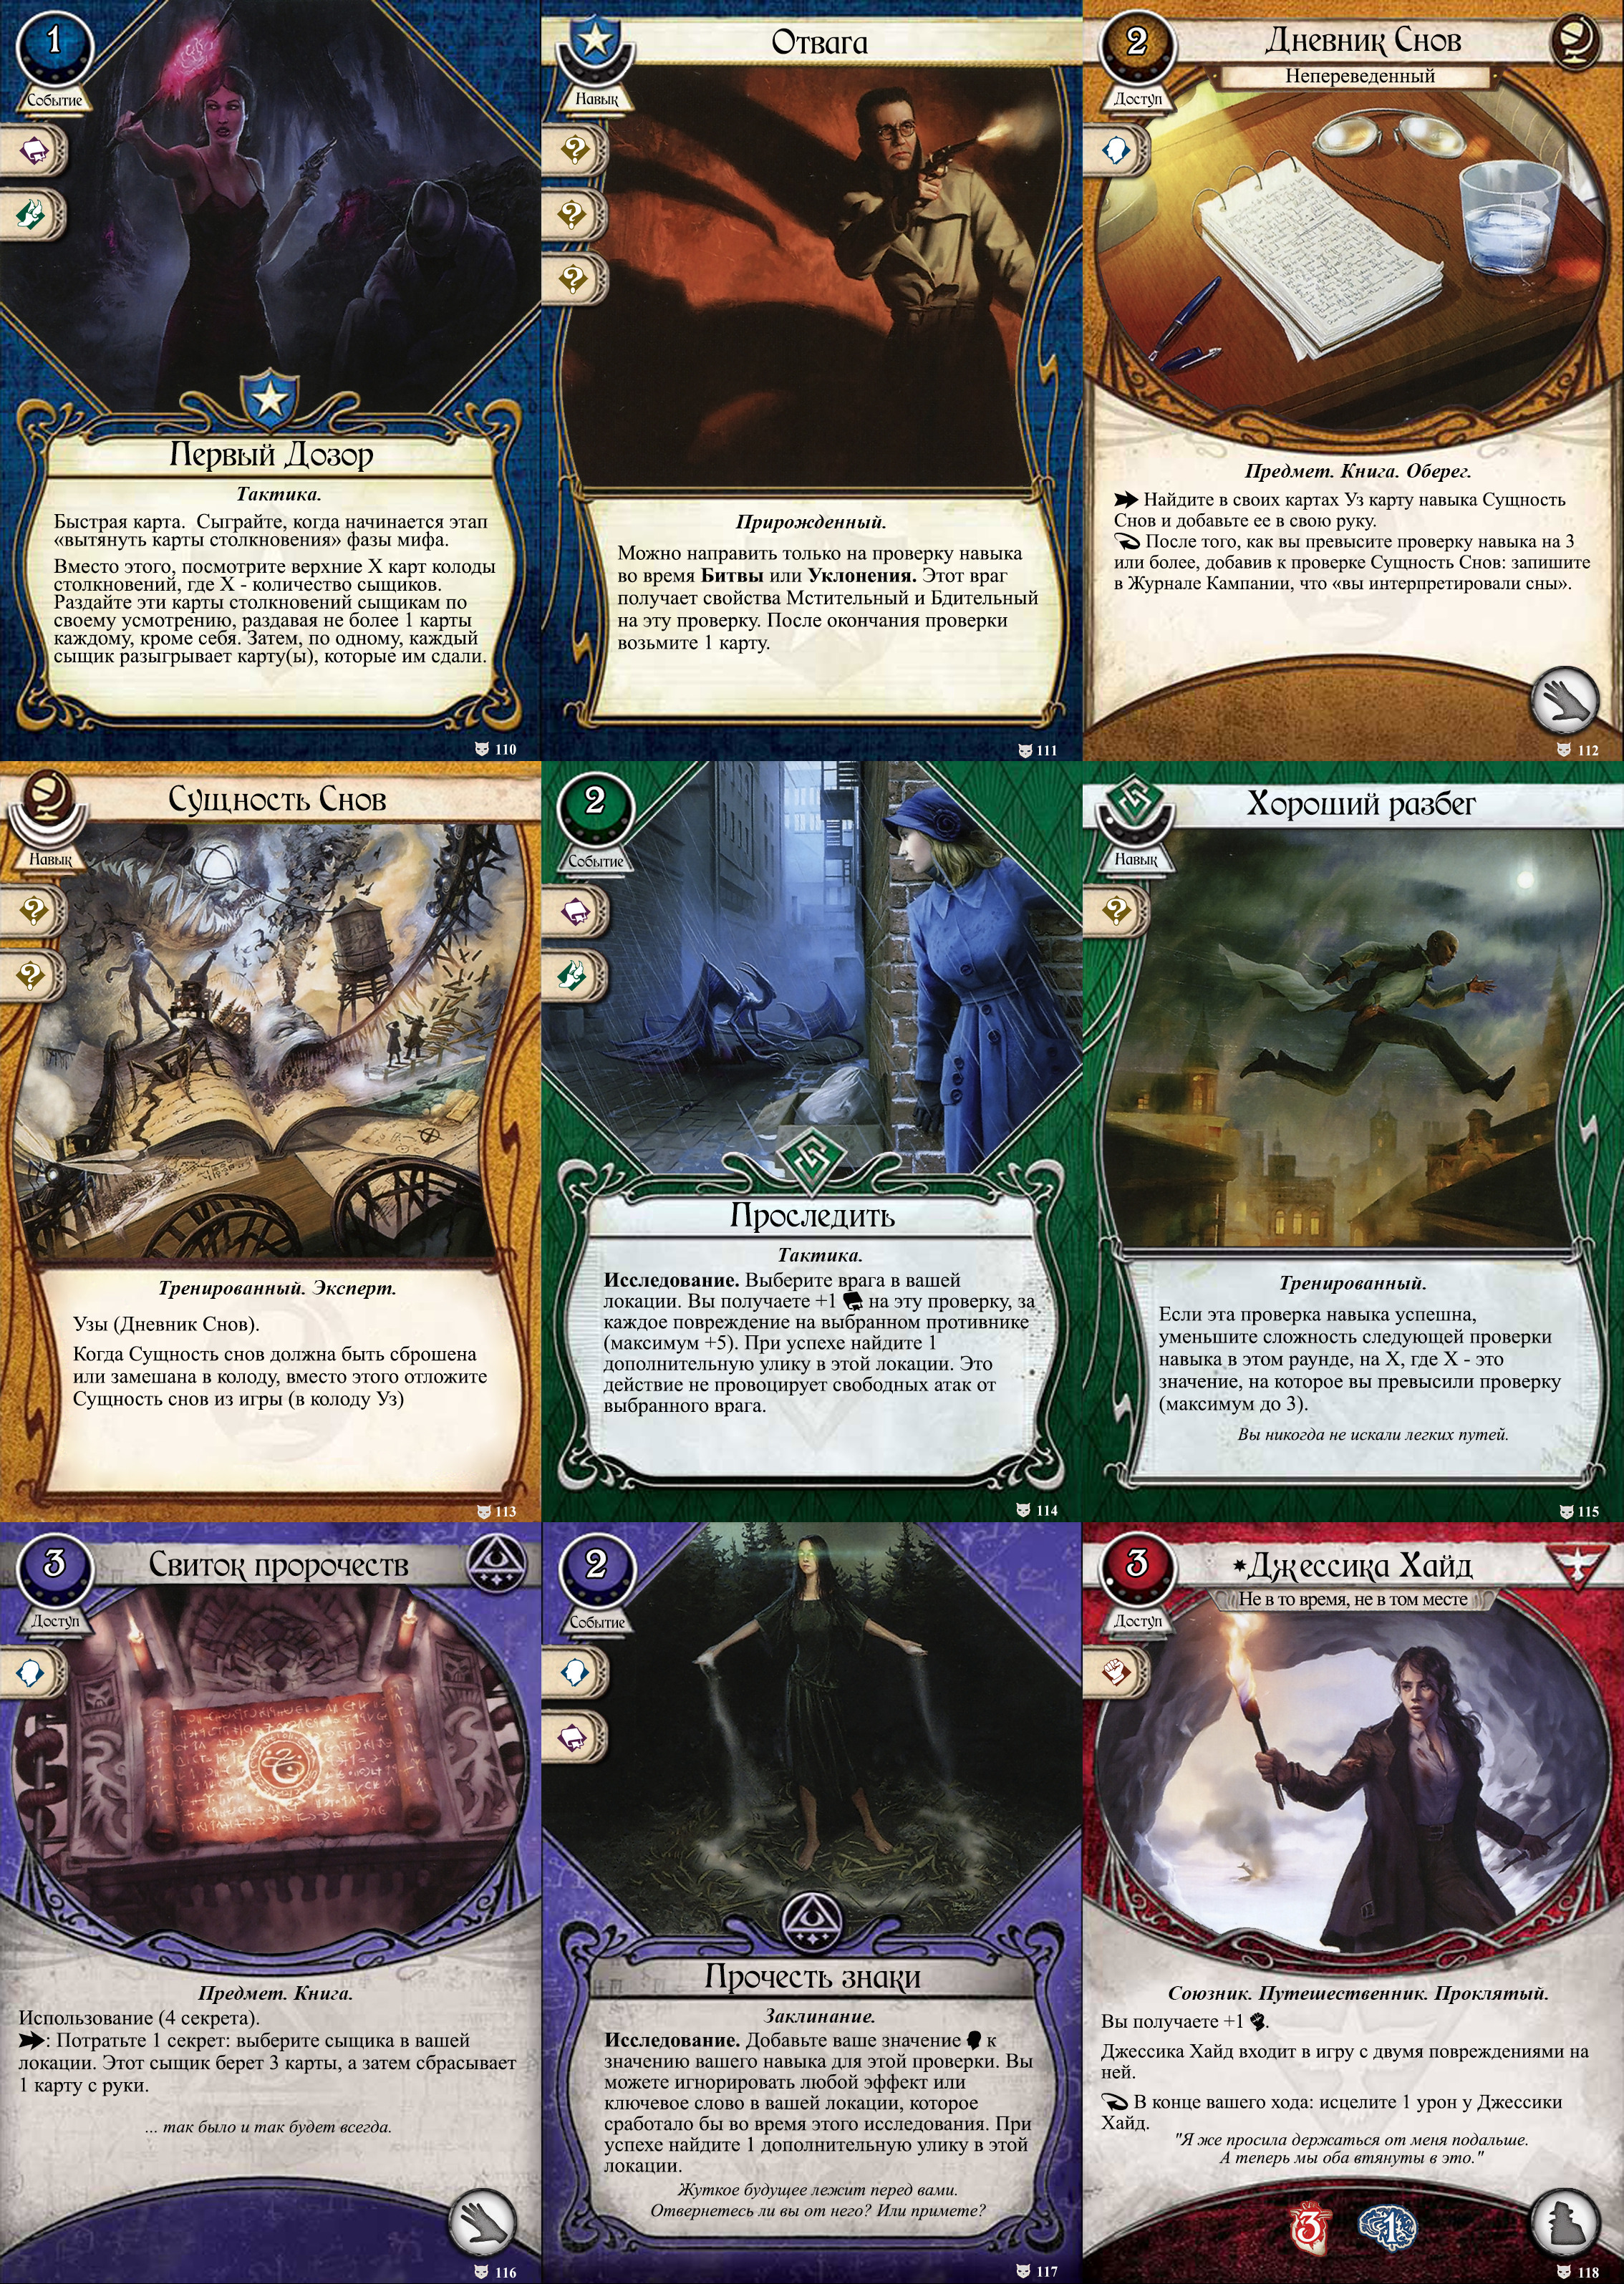 1
Событие
Первый Дозор
Тактика.
Быстрая карта. Сыграйте, когда начинается этап
«вытянуть карты столкновения» фазы мифа.
Вместо этого, посмотрите верхние X карт колоды
столкновений, где X - количество сыщиков.
Раздайте эти карты столкновений сыщикам по
своему усмотрению, раздавая не более 1 карты
каждому, кроме себя. Затем, по одному, каждый
сыщик разыгрывает карту(ы), которые им сдали.
110
Отвага
Навык
Прирожденный.
Можно направить только на проверку навыка
во время Битвы или Уклонения. Этот враг
получает свойства Мстительный и Бдительный
на эту проверку. После окончания проверки
возьмите 1 карту.
111
2
Дневник Снов
Непереведенный
Доступ
Предмет. Книга. Оберег.
Найдите в своих картах Уз карту навыка Сущность
Снов и добавьте ее в свою руку.
После того, как вы превысите проверку навыка на 3
или более, добавив к проверке Сущность Снов: запишите
в Журнале Кампании, что «вы интерпретировали сны».
112
Сущность Снов
Навык
Тренированный. Эксперт.
Узы (Дневник Снов).
Когда Сущность снов должна быть сброшена
или замешана в колоду, вместо этого отложите
Сущность снов из игры (в колоду Уз)
113
2
Событие
Проследить
Тактика.
Исследование. Выберите врага в вашей
локации. Вы получаете +1 на эту проверку, за
каждое повреждение на выбранном противнике
(максимум +5). При успехе найдите 1
дополнительную улику в этой локации. Это
действие не провоцирует свободных атак от
выбранного врага.
114
Хороший разбег
Навык
Тренированный.
Если эта проверка навыка успешна,
уменьшите сложность следующей проверки
навыка в этом раунде, на X, где X - это
значение, на которое вы превысили проверку
(максимум до 3).
Вы никогда не искали легких путей.
115
3
Свиток пророчеств
Доступ
Предмет. Книга.
Использование (4 секрета).
: Потратьте 1 секрет: выберите сыщика в вашей
локации. Этот сыщик берет 3 карты, а затем сбрасывает
1 карту с руки.
... так было и так будет всегда.
116
2
Событие
Прочесть знаки
Заклинание.
Исследование. Добавьте ваше значение к
значению вашего навыка для этой проверки. Вы
можете игнорировать любой эффект или
ключевое слово в вашей локации, которое
сработало бы во время этого исследования. При
успехе найдите 1 дополнительную улику в этой
локации.
Жуткое будущее лежит перед вами.
Отвернетесь ли вы от него? Или примете?
117
3
Джессика Хайд
Не в то время, не в том месте
Доступ
Союзник. Путешественник. Проклятый.
Вы получаете +1 .
Джессика Хайд входит в игру с двумя повреждениями на
ней.
В конце вашего хода: исцелите 1 урон у Джессики
Хайд.
"Я же просила держаться от меня подальше.
А теперь мы оба втянуты в это."
3
1
118